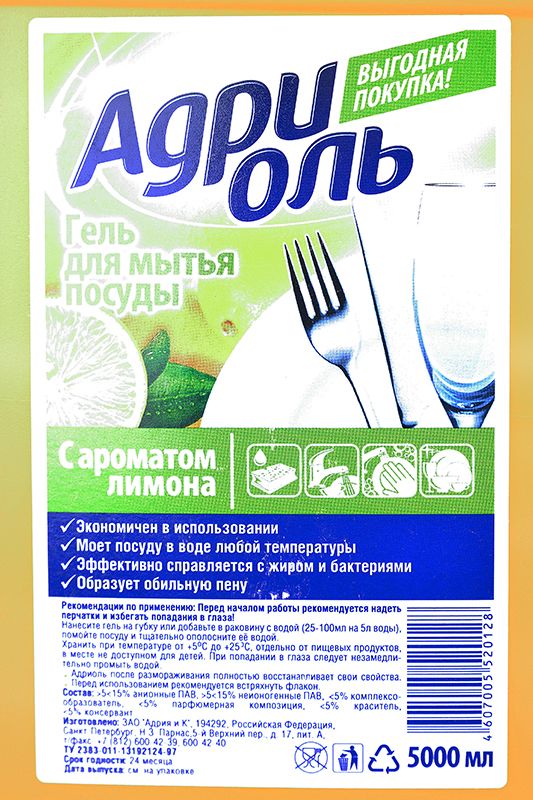 ВЫГОДНАЯ
ПОКУПКА!
Адри
оль
Гель
для мытья
посуды
С ароматом
лимона
✓ Экономичен в использовании
✓ Моет посуду в воде любой температуры
✓ Эффективно справляется с жиром и бактериями
✓ Образует обильную пену
Рекомендации по применению: Перед началом работы рекомендуется надеть
перчатки и избегать попадания в глаза!
Нанесите гель на губку или добавьте в раковину с водой (25-100мл на 5л воды),
помойте посуду и тщательно ополосните её водой.
Хранить при температуре от +5⁰С до +25⁰С, отдельно от пищевых продуктов,
в месте не доступном для детей. При попадании в глаза следует незамедли-
тельно промыть водой.
. Адриоль после размораживания полностью восстанавливает свои свойства.
. Перед использованием рекомендуется встряхнуть флакон.
Состав: >5<15% анионные ПАВ, >5<15% неионогенные ПАВ, <5% комплексо-
образователь, <5% парфюмерная композиция, <5% краситель,
<5% консервант
Изготовлено: ЗАО "Адрия и К", 194292, Российская Федерация,
Санкт Петербург, Н.З. Парнас,5-й Верхний пер., д. 17, лит. А,
т/факс +7 (812) 600 42 39, 600 42 40
ТУ 2383-011-13192124-97
Срок годности: 24 месяца
Дата выпуска: см. на упаковке
4607005520128
5000 мл